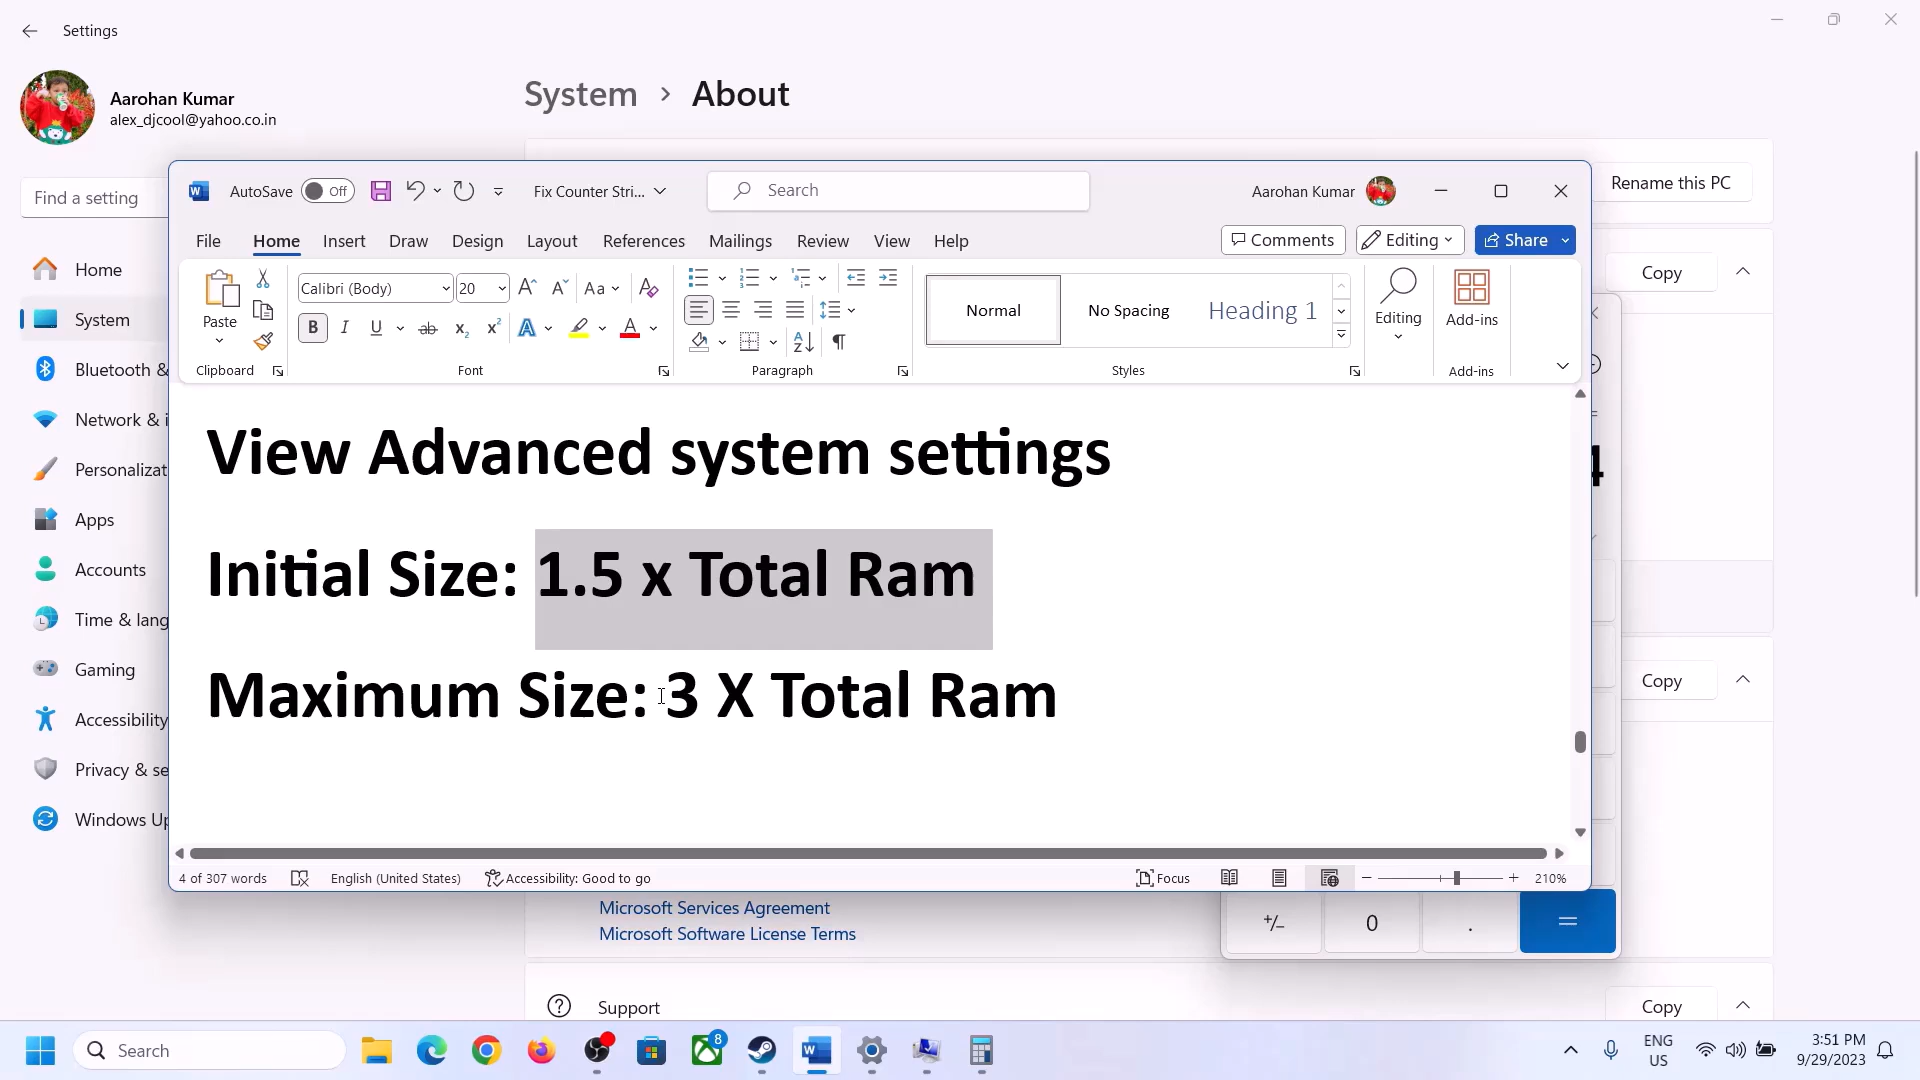 Settings
Aarohan Kumar
alex_djcool@yahoo.co.in
System > About
Find a setting
Home
System
Bluetooth &
Network & i
Personalizat
Apps
Accounts
Time & lang
Gaming
Accessibility
Privacy & se
Windows Up
Rename this PC
Copy
Copy
AutoSave Off Fix Counter Stri... Search Aarohan Kumar
File Home Insert Draw Design Layout References Mailings Review View Help Comments Editing Share
Paste Calibri (Body) 20 Normal No Spacing Heading 1 Editing Add-ins
Clipboard Font Paragraph Styles Add-ins
View Advanced system settings
Initial Size: 1.5 x Total Ram
Maximum Size: 3 X Total Ram
4 of 307 words English (United States) Accessibility: Good to go Focus 210%
4
Microsoft Services Agreement
Microsoft Software License Terms
+/- 0 . =
Support Copy
Search 8 ENG US 3:51 PM 9/29/2023